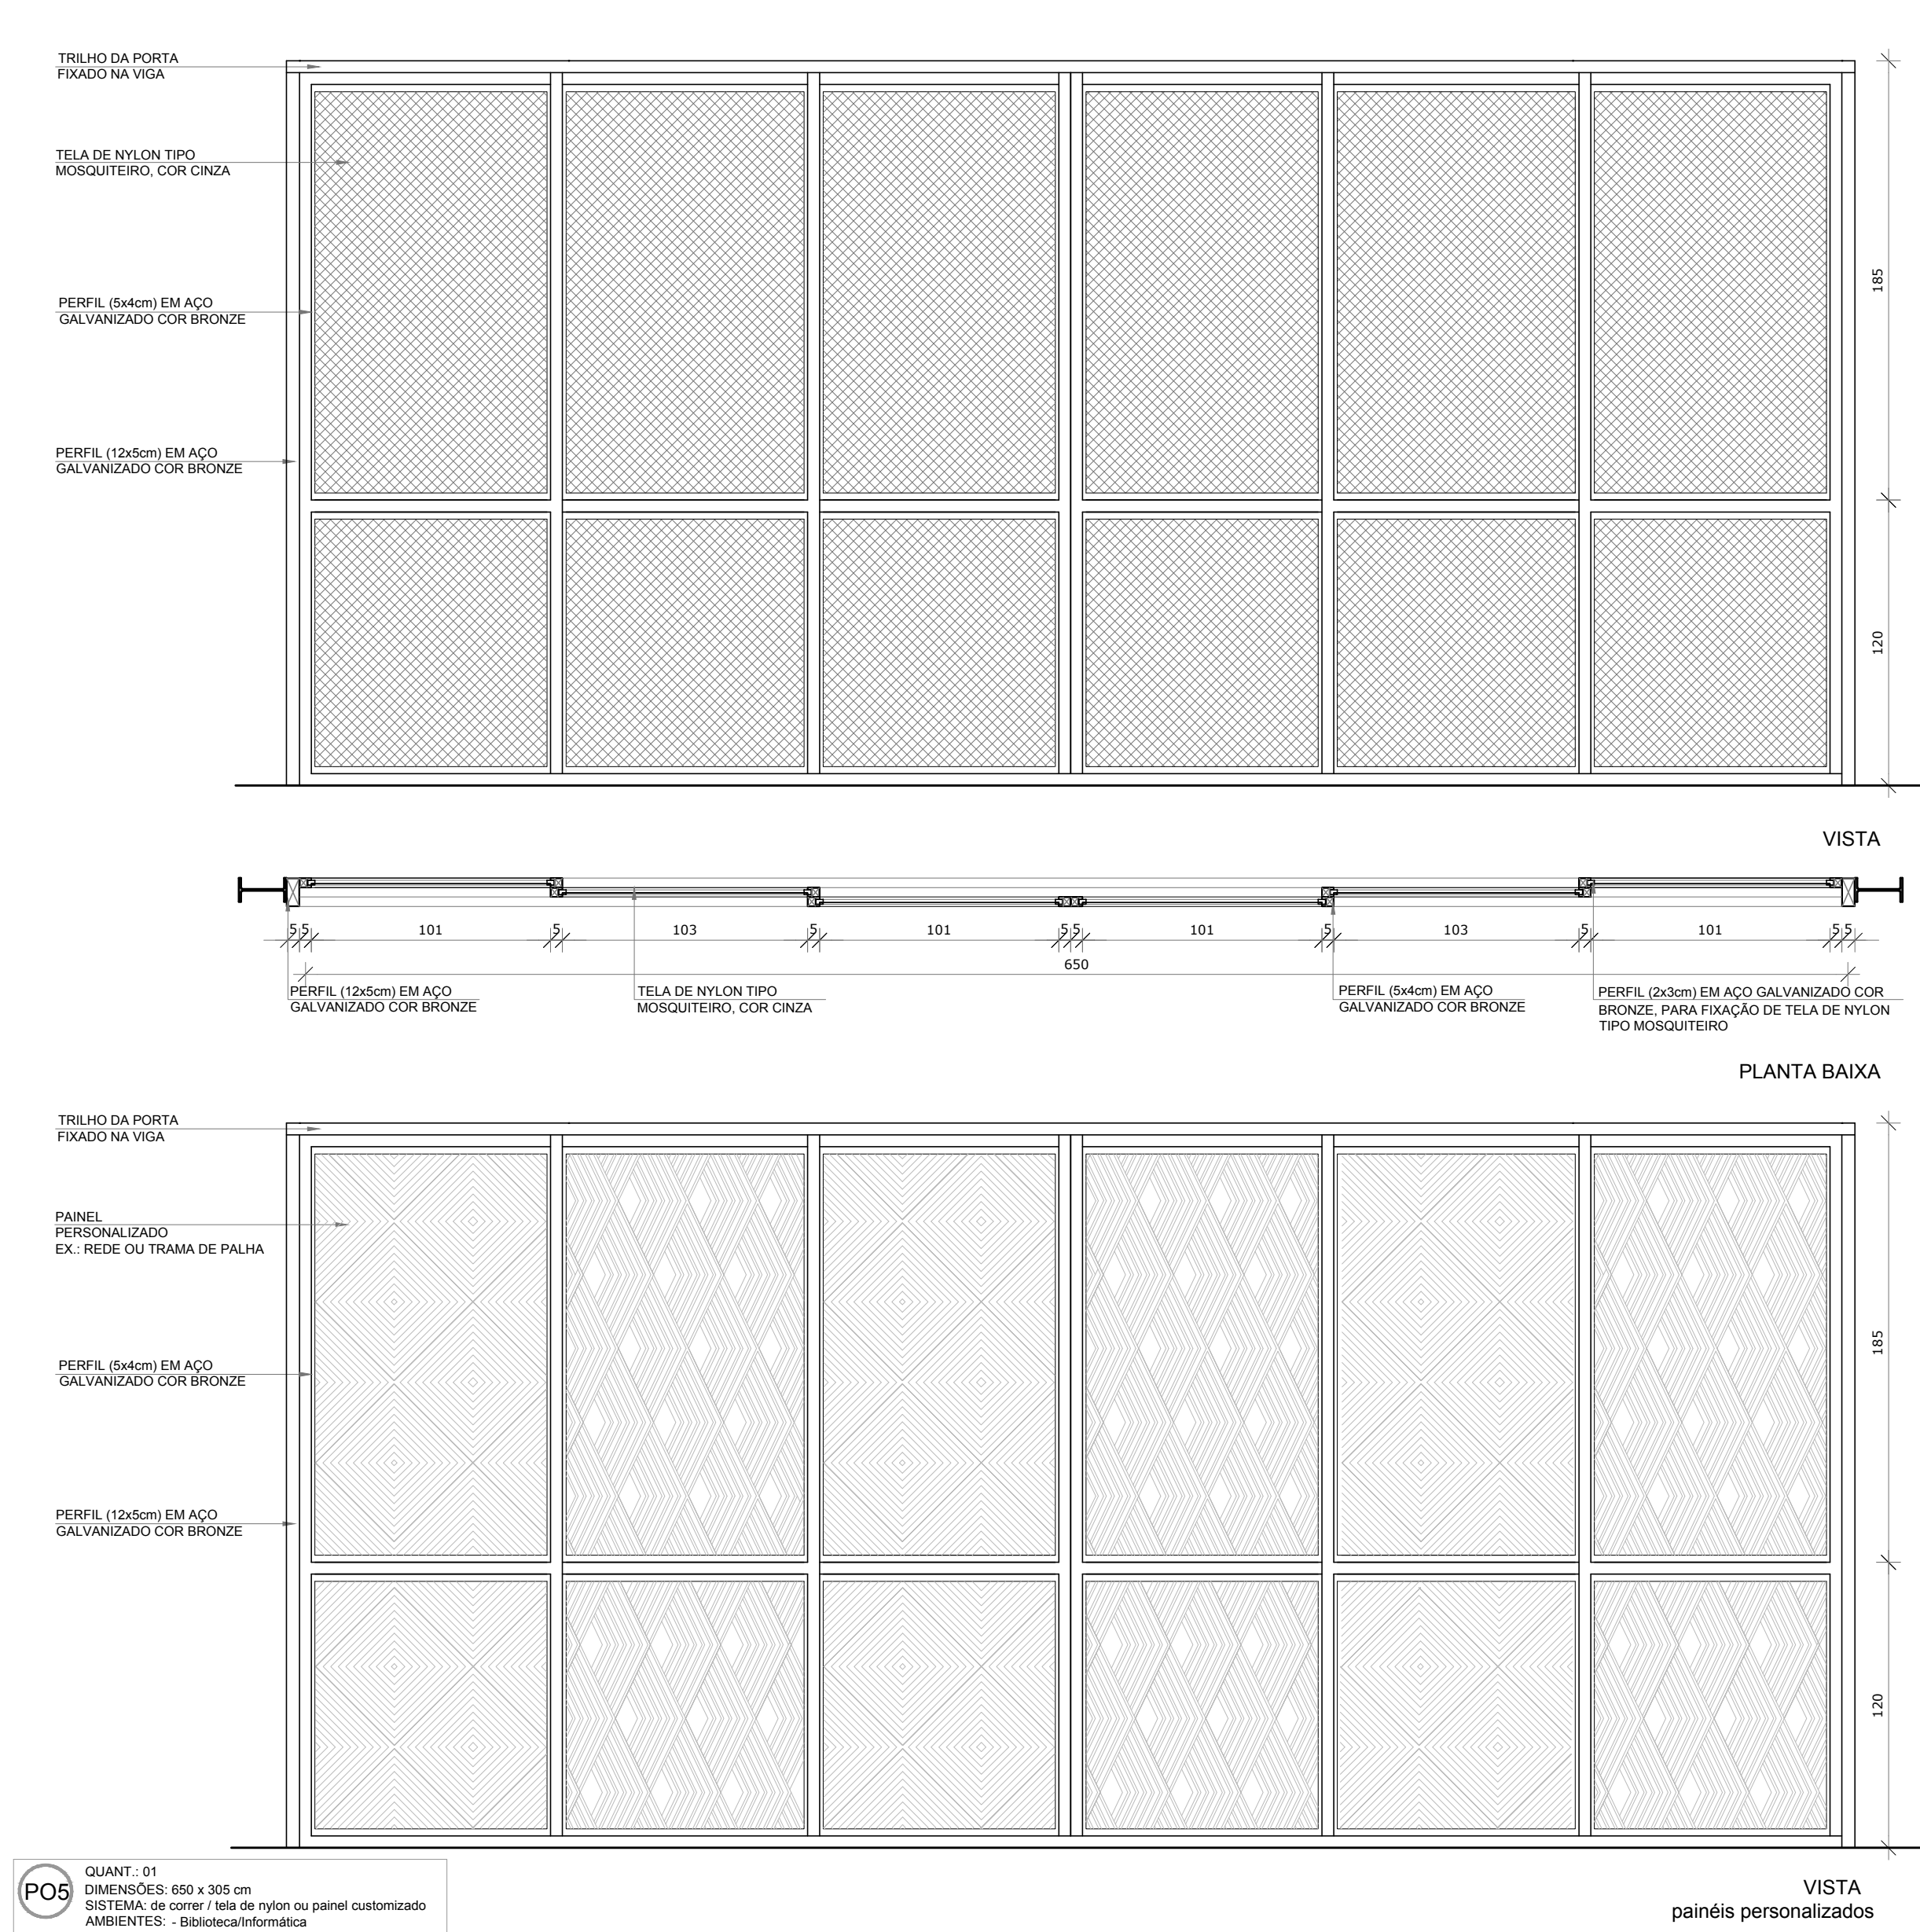 TRILHO DA PORTA
FIXADO NA VIGA
TELA DE NYLON TIPO
MOSQUITEIRO, COR CINZA
PERFIL (5x4cm) EM AÇO
GALVANIZADO COR BRONZE
PERFIL (12x5cm) EM AÇO
GALVANIZADO COR BRONZE
185
120
VISTA
5 5 101 5 103 5 101 5 5 101 5 103 5 101 5 5
650
PERFIL (12x5cm) EM AÇO
GALVANIZADO COR BRONZE
TELA DE NYLON TIPO
MOSQUITEIRO, COR CINZA
PERFIL (5x4cm) EM AÇO
GALVANIZADO COR BRONZE
PERFIL (2x3cm) EM AÇO GALVANIZADO COR
BRONZE, PARA FIXAÇÃO DE TELA DE NYLON
TIPO MOSQUITEIRO
PLANTA BAIXA
TRILHO DA PORTA
FIXADO NA VIGA
PAINEL
PERSONALIZADO
EX.: REDE OU TRAMA DE PALHA
PERFIL (5x4cm) EM AÇO
GALVANIZADO COR BRONZE
PERFIL (12x5cm) EM AÇO
GALVANIZADO COR BRONZE
185
120
PO5
QUANT.: 01
DIMENSÕES: 650 x 305 cm
SISTEMA: de correr / tela de nylon ou painel customizado
AMBIENTES: - Biblioteca/Informática
VISTA
painéis personalizados